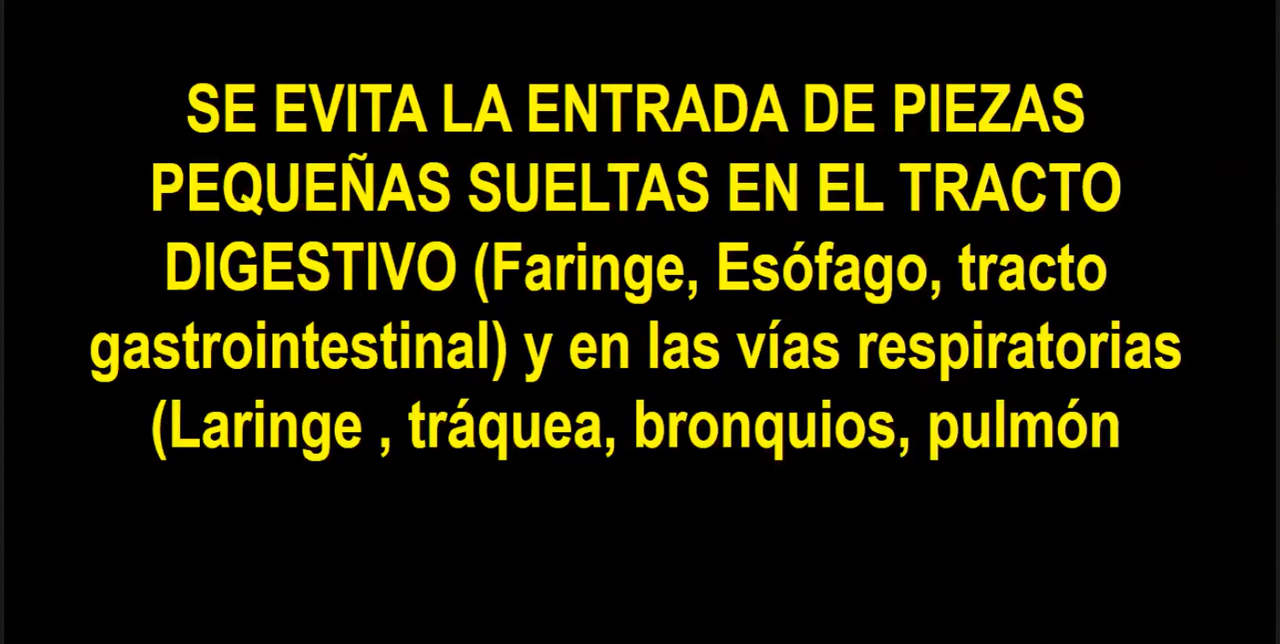 SE EVITA LA ENTRADA DE PIEZAS
PEQUEÑAS SUELTAS EN EL TRACTO
DIGESTIVO (Faringe, Esófago, tracto
gastrointestinal) y en las vías respiratorias
(Laringe , tráquea, bronquios, pulmón